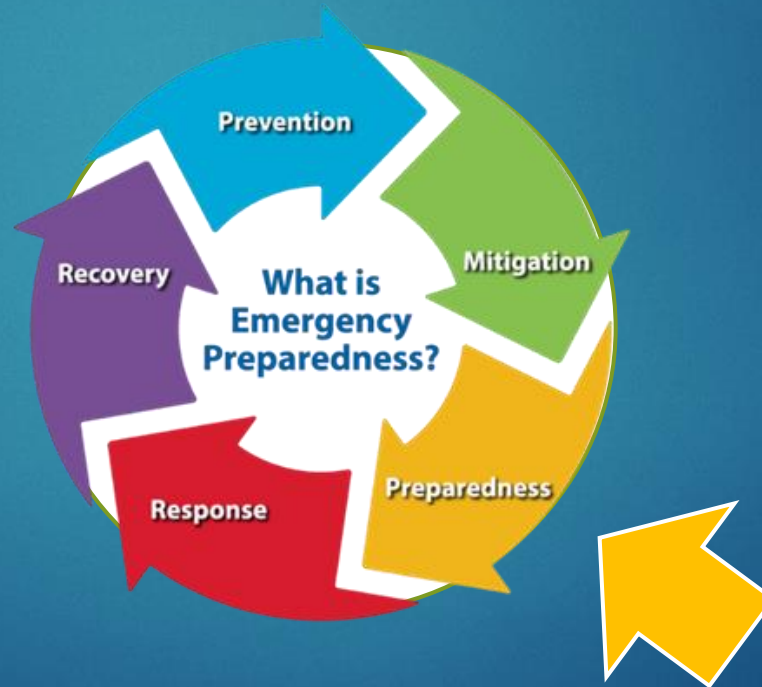 Prevention
Mitigation
Recovery
What is
Emergency
Preparedness?
Preparedness
Response